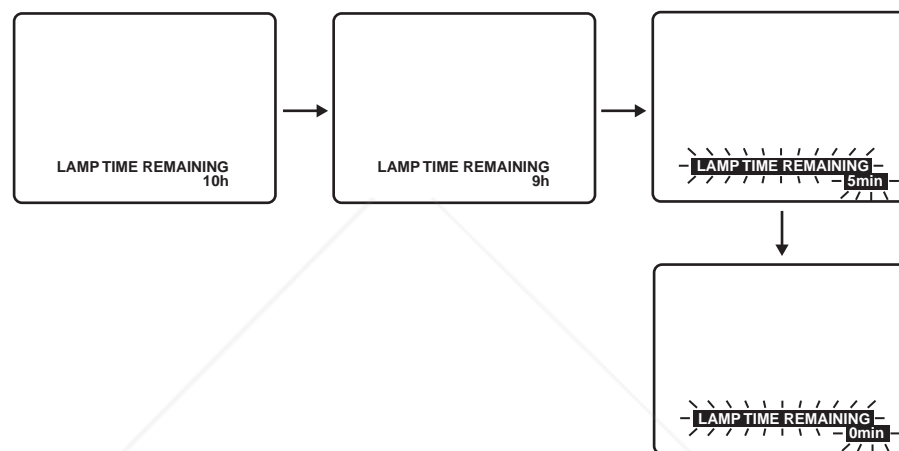 LAMP TIME REMAINING
10h
LAMP TIME REMAINING
9h
LAMP TIME REMAINING
5min
LAMP TIME REMAINING
0min